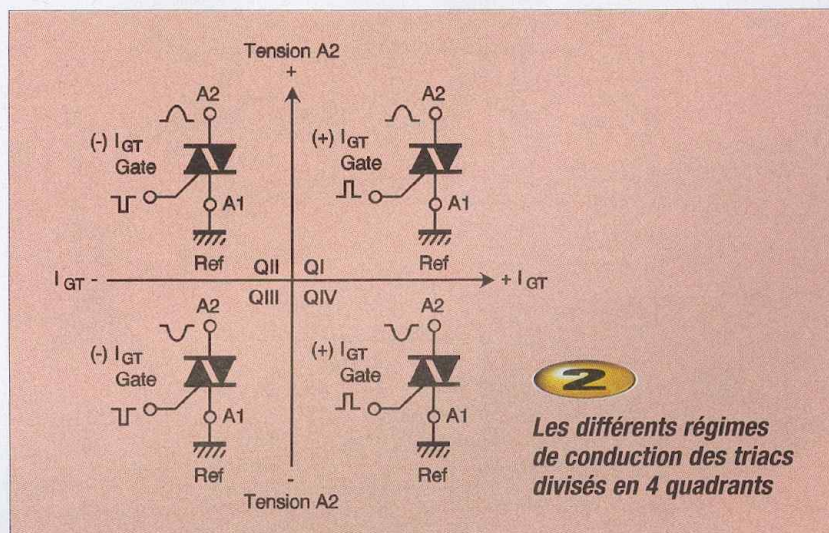 Tension A2
+
A2
(-) IGT
Gate
A1
Ref
A2
(+) IGT
Gate
A1
Ref
QII QI
IGT -
+ IGT
QIII QIV
A2
(-) IGT
Gate
A1
Ref
A2
(+) IGT
Gate
A1
Ref
-
Tension A2
2
Les différents régimes
de conduction des triacs
divisés en 4 quadrants